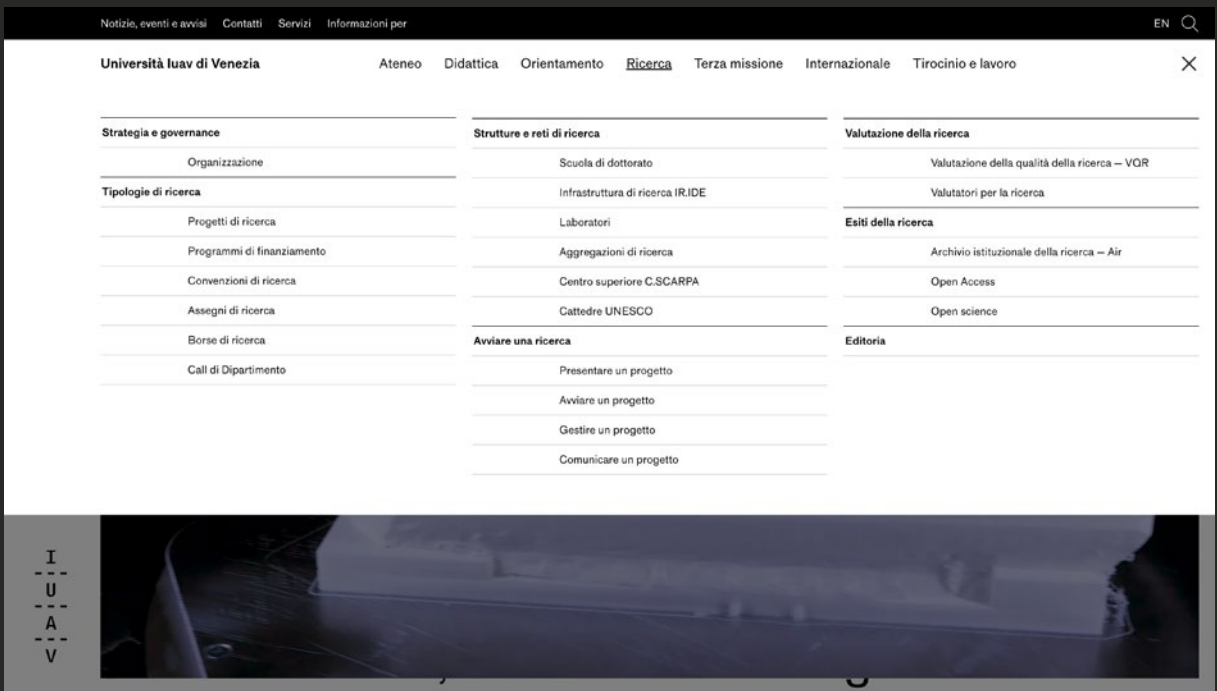 Notizie, eventi e avvisi Contatti Servizi Informazioni per EN
Università Iuav di Venezia Ateneo Didattica Orientamento Ricerca Terza missione Internazionale Tirocinio e lavoro
Strategia e governance
Organizzazione
Tipologie di ricerca
Progetti di ricerca
Programmi di finanziamento
Convenzioni di ricerca
Assegni di ricerca
Borse di ricerca
Call di Dipartimento
Strutture e reti di ricerca
Scuola di dottorato
Infrastruttura di ricerca IR.IDE
Laboratori
Aggregazioni di ricerca
Centro superiore C.SCARPA
Cattedre UNESCO
Avviare una ricerca
Presentare un progetto
Avviare un progetto
Gestire un progetto
Comunicare un progetto
Valutazione della ricerca
Valutazione della qualità della ricerca — VQR
Valutatori per la ricerca
Esiti della ricerca
Archivio istituzionale della ricerca — Air
Open Access
Open science
Editoria
I
U
A
V